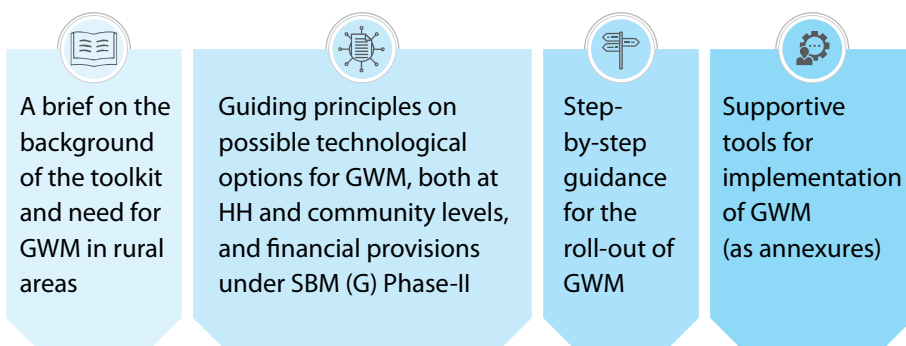 A brief on the
background
of the toolkit
and need for
GWM in rural
areas
Guiding principles on
possible technological
options for GWM, both at
HH and community levels,
and financial provisions
under SBM (G) Phase-II
Step-
by-step
guidance
for the
roll-out of
GWM
Supportive
tools for
implementation
of GWM
(as annexures)